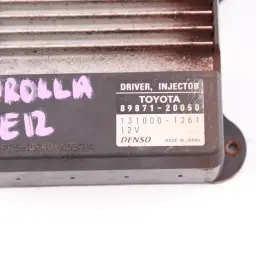 DRIVER, INJECTOR
TOYOTA
89871-20050
131000-1261
12V
DENSO MADE IN JAPAN
OROLLA
E12